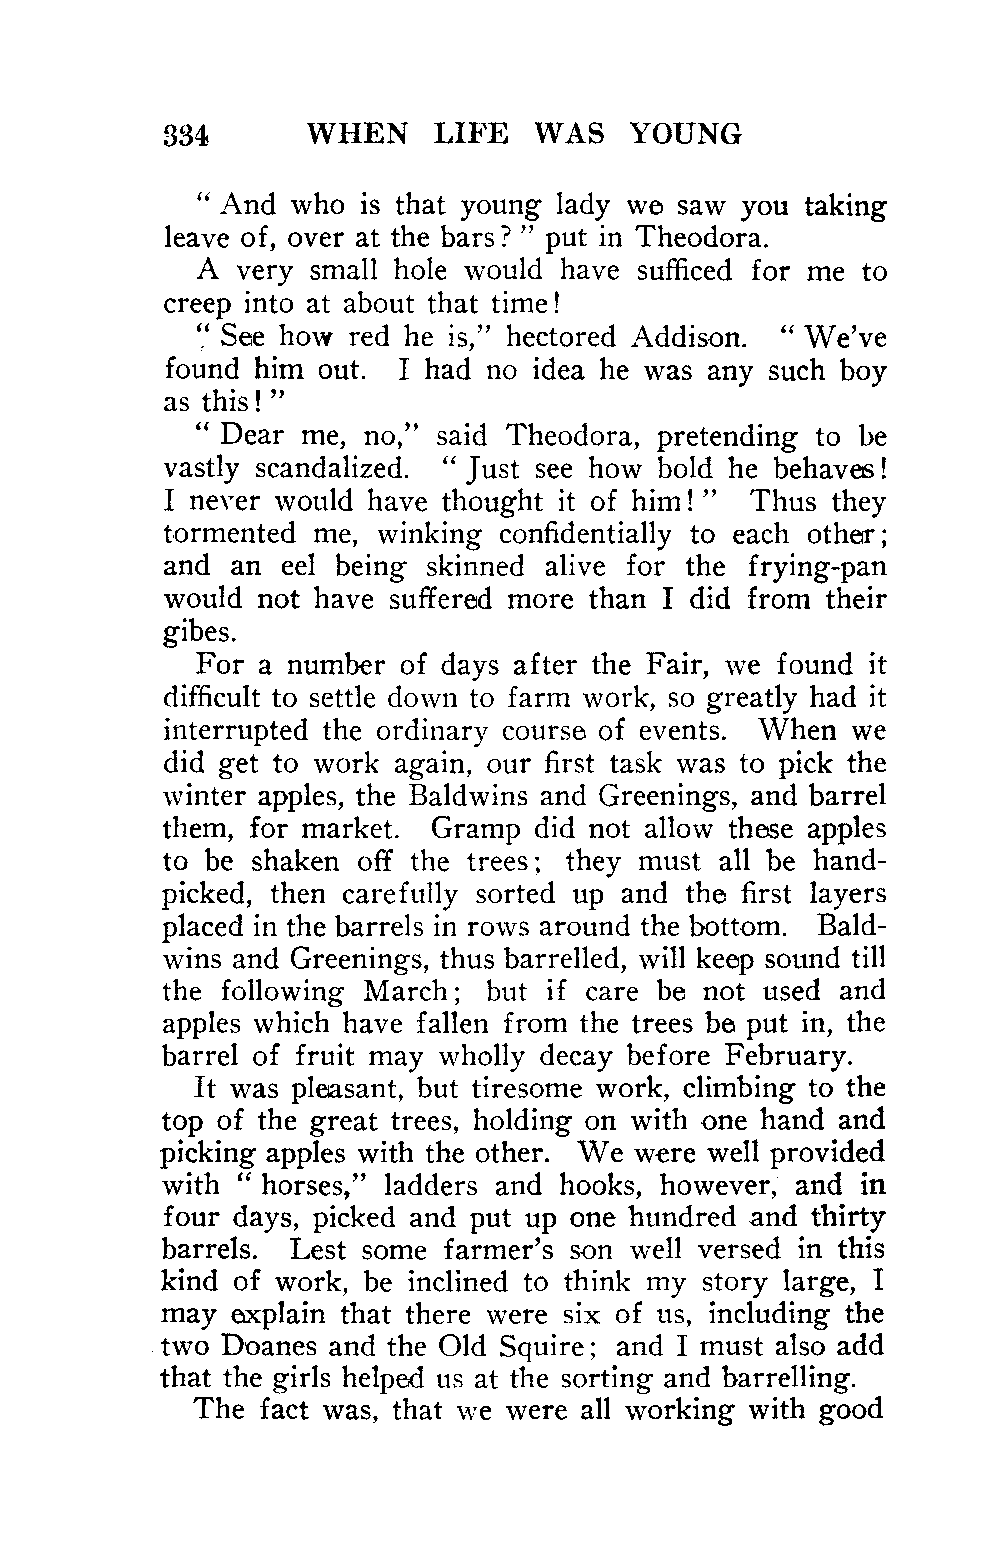 334 WHEN LIFE WAS YOUNG
" And who is that young lady we saw you taking
leave of, over at the bars? " put in Theodora.
A very small hole would have sufficed for me to
creep into at about that time!
" See how red he is," hectored Addison. " We've
found him out. I had no idea he was any such boy
as this! "
" Dear me, no," said Theodora, pretending to be
vastly scandalized. " Just see how bold he behaves!
I never would have thought it of him! " Thus they
tormented me, winking confidentially to each other;
and an eel being skinned alive for the frying-pan
would not have suffered more than I did from their
gibes.
For a number of days after the Fair, we found it
difficult to settle down to farm work, so greatly had it
interrupted the ordinary course of events. When we
did get to work again, our first task was to pick the
winter apples, the Baldwins and Greenings, and barrel
them, for market. Gramp did not allow these apples
to be shaken off the trees; they must all be hand-
picked, then carefully sorted up and the first layers
placed in the barrels in rows around the bottom. Bald-
wins and Greenings, thus barrelled, will keep sound till
the following March; but if care be not used and
apples which have fallen from the trees be put in, the
barrel of fruit may wholly decay before February.
It was pleasant, but tiresome work, climbing to the
top of the great trees, holding on with one hand and
picking apples with the other. We were well provided
with " horses," ladders and hooks, however, and in
four days, picked and put up one hundred and thirty
barrels. Lest some farmer's son well versed in this
kind of work, be inclined to think my story large, I
may explain that there were six of us, including the
two Doanes and the Old Squire; and I must also add
that the girls helped us at the sorting and barrelling.
The fact was, that we were all working with good